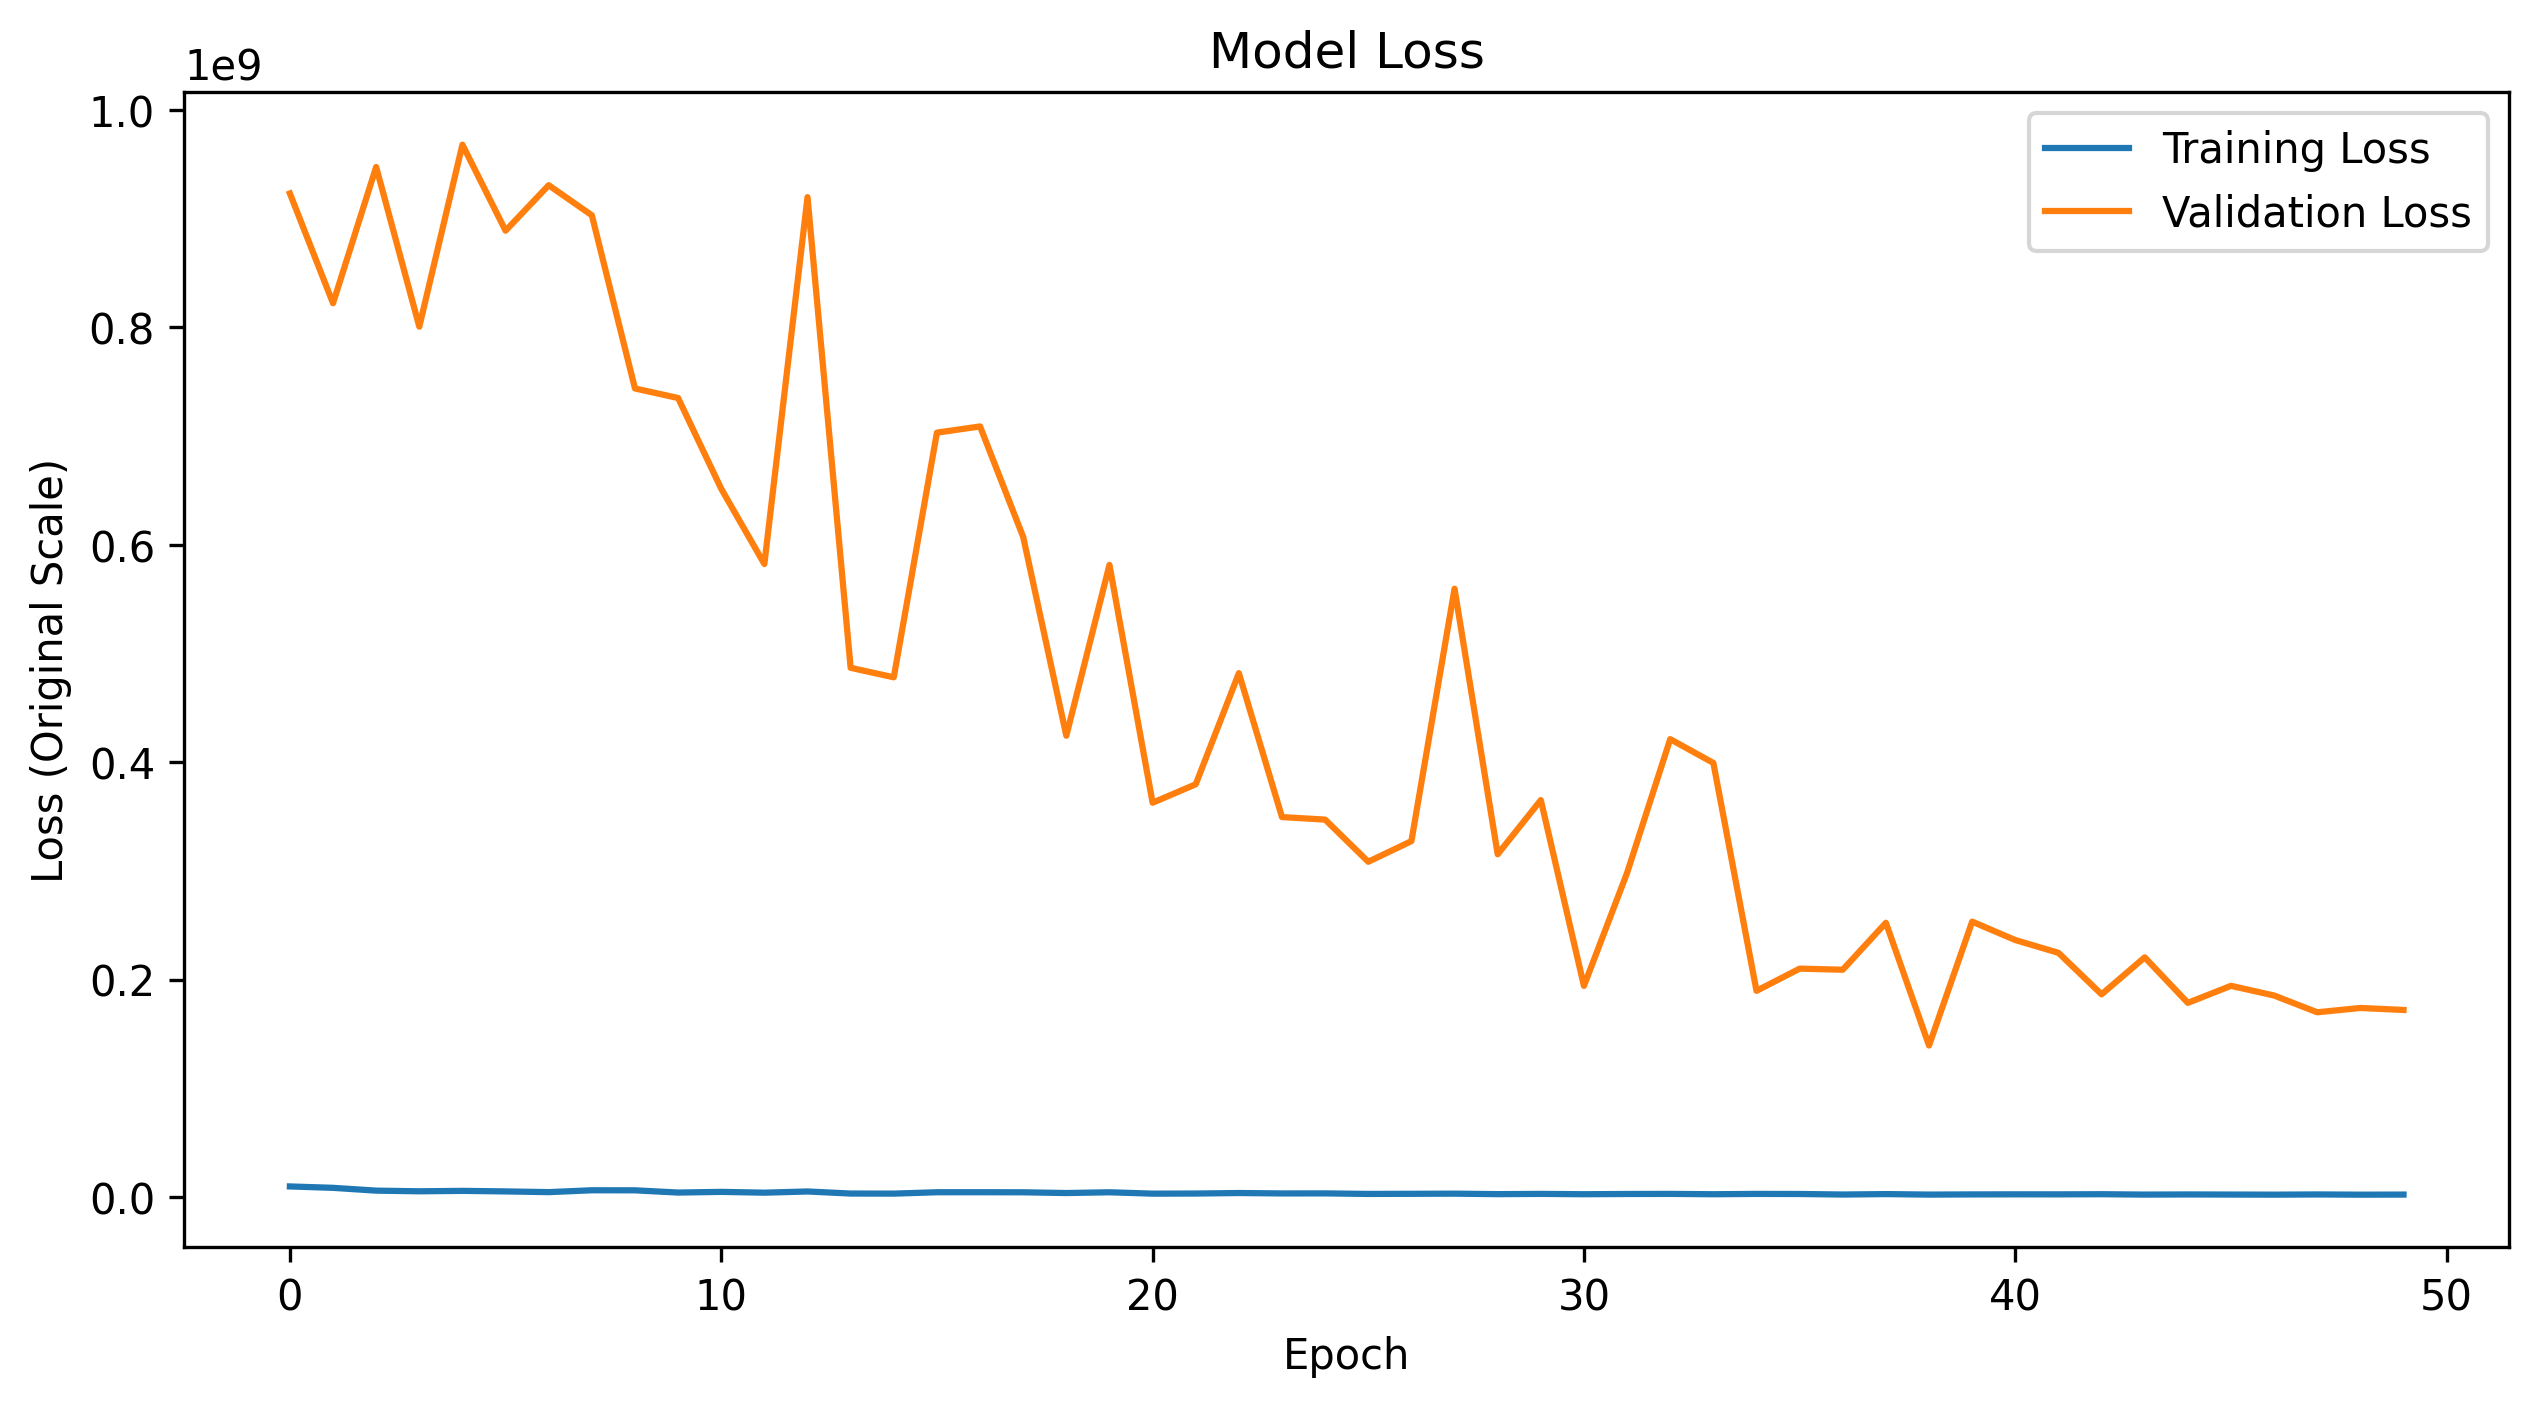 Model Loss
1e9
1.0
0.8
0.6
0.4
0.2
0.0
Loss (Original Scale)
Training Loss
Validation Loss
0 10 20 30 40 50
Epoch